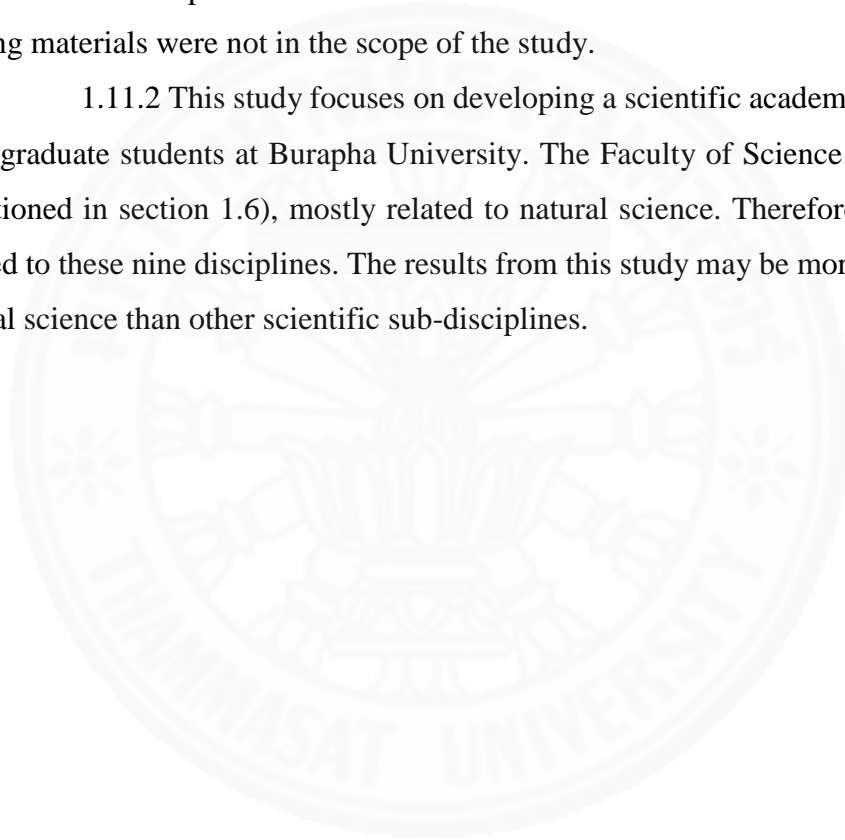 ng materials were not in the scope of the study.
1.11.2 This study focuses on developing a scientific academ
graduate students at Burapha University. The Faculty of Science
tioned in section 1.6), mostly related to natural science. Therefor
ed to these nine disciplines. The results from this study may be mor
al science than other scientific sub-disciplines.
THAMMASAT UNIVERSITY